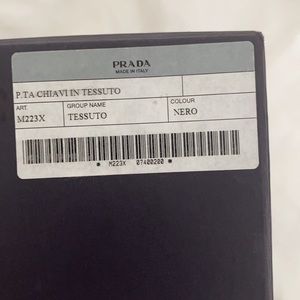 PRADA
MADE IN ITALY
P.TA CHIAVI IN TESSUTO
ART. GROUP NAME COLOUR
M223X TESSUTO NERO
* M223X 07400200 *